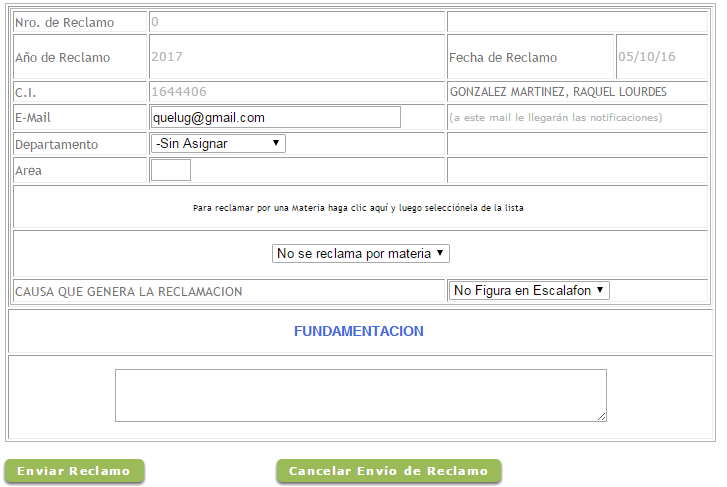 Nro. de Reclamo 0
Año de Reclamo 2017 Fecha de Reclamo 05/10/16
C.I. 1644406 GONZALEZ MARTINEZ, RAQUEL LOURDES
E-Mail quelug@gmail.com (a este mail le llegarán las notificaciones)
Departamento -Sin Asignar
Area
Para reclamar por una Materia haga clic aquí y luego selecciónela de la lista
No se reclama por materia
CAUSA QUE GENERA LA RECLAMACION No Figura en Escalafon
FUNDAMENTACION
Enviar Reclamo Cancelar Envío de Reclamo